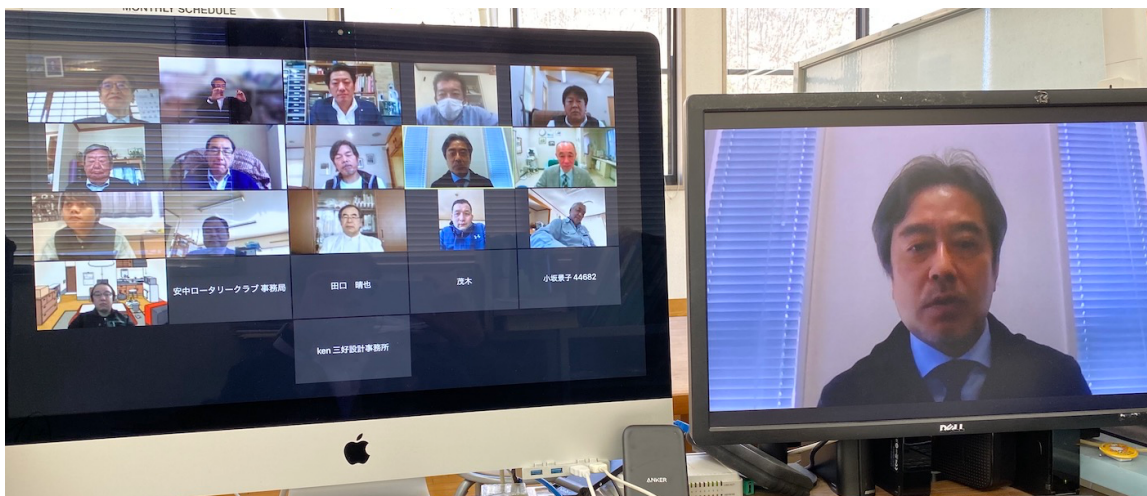 MONTHLY SCHEDULE
安中ロータリークラブ 事務局
田口 晴也
茂木
小坂景子 44682
ken 三好設計事務所
DELL
ANKER